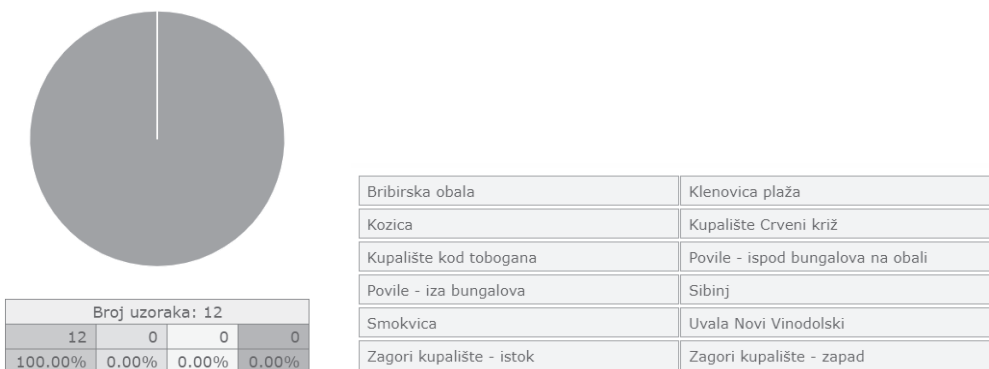 Broj uzoraka: 12
12 0 0 0
100.00% 0.00% 0.00% 0.00%
Bribirska obala Klenovica plaža
Kozica Kupalište Crveni križ
Kupalište kod tobogana Povile - ispod bungalova na obali
Povile - iza bungalova Sibinj
Smokvica Uvala Novi Vinodolski
Zagori kupalište - istok Zagori kupalište - zapad